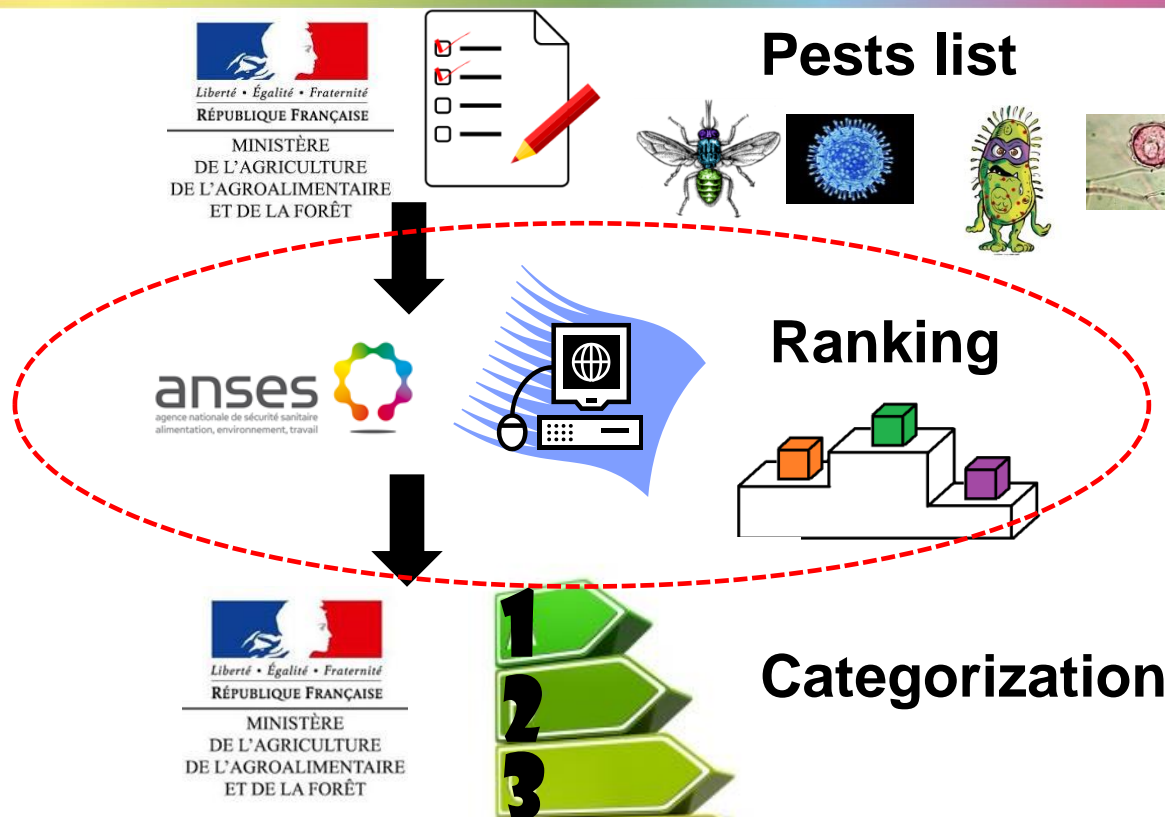 Pests list
Liberté • Égalité • Fraternité
RÉPUBLIQUE FRANÇAISE
MINISTÈRE
DE L'AGRICULTURE
DE L'AGROALIMENTAIRE
ET DE LA FORÊT
Ranking
anses
agence nationale de sécurité sanitaire
alimentation, environnement, travail
Liberté • Égalité • Fraternité
RÉPUBLIQUE FRANÇAISE
MINISTÈRE
DE L'AGRICULTURE
DE L'AGROALIMENTAIRE
ET DE LA FORÊT
1
2
3
Categorization